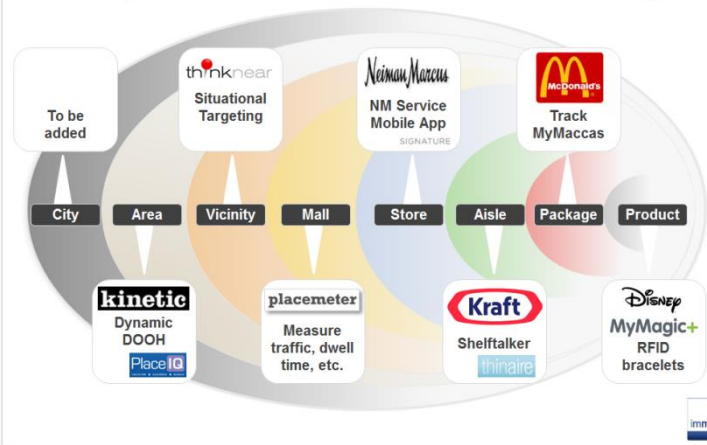 To be
added
thinknear
Situational
Targeting
Neiman Marcus
NM Service
Mobile App
SIGNATURE
McDonald's
Track
MyMaccas
City
Area
Vicinity
Mall
Store
Aisle
Package
Product
kinetic
Dynamic
DOOH
PlaceIQ
placemeter
Measure
traffic, dwell
time, etc.
Kraft
Shelftalker
thinaire
Disney
MyMagic+
RFID
bracelets